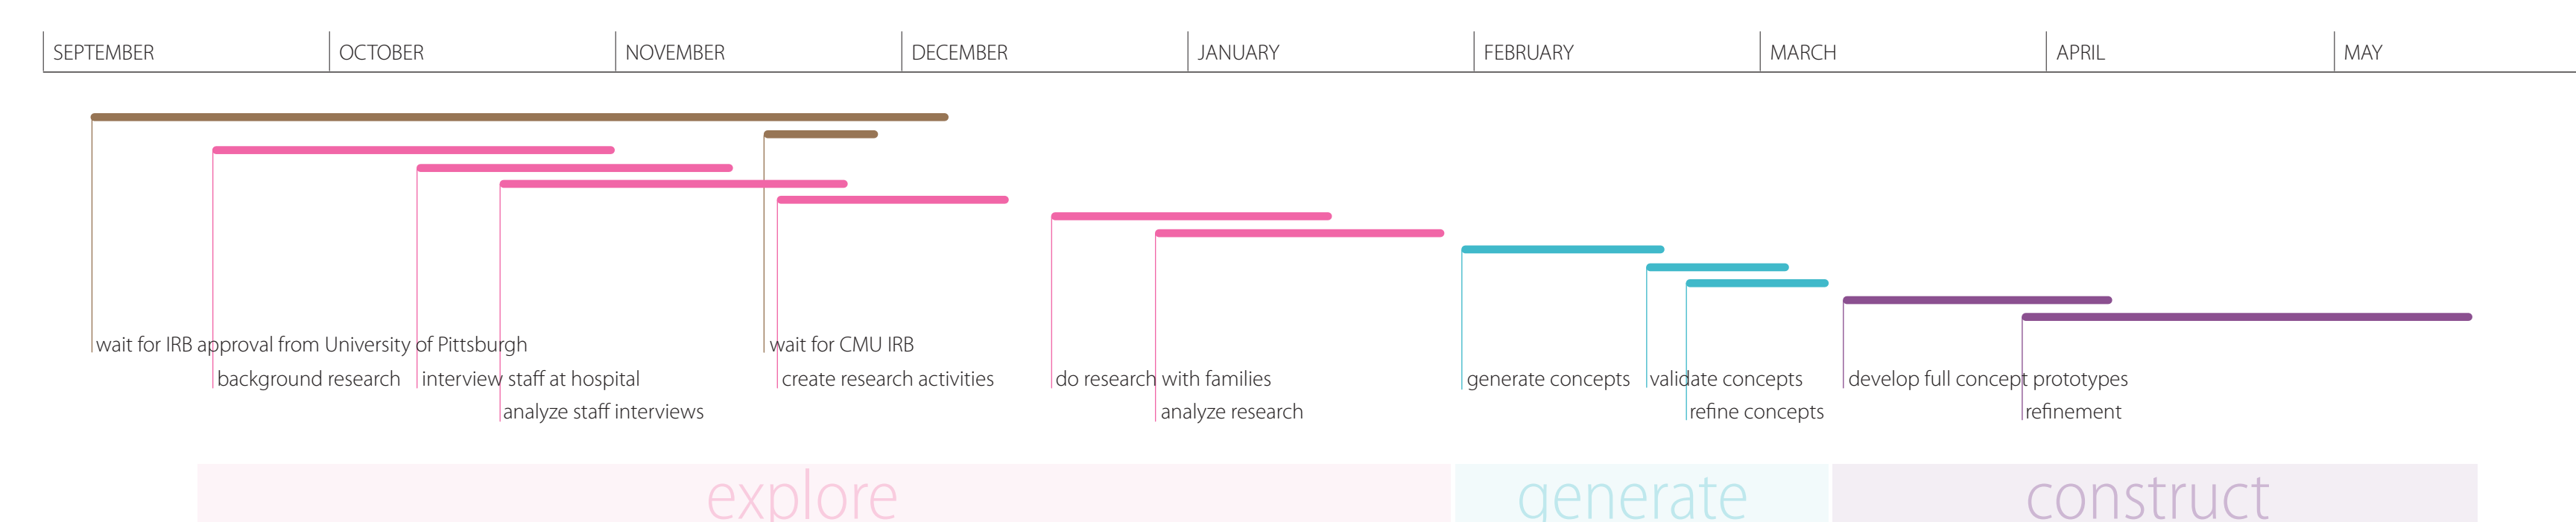 SEPTEMBER OCTOBER NOVEMBER DECEMBER JANUARY FEBRUARY MARCH APRIL MAY
wait for IRB approval from University of Pittsburgh wait for CMU IRB
background research interview staff at hospital create research activities do research with families generate concepts validate concepts develop full concept prototypes
analyze staff interviews analyze research refine concepts refinement
explore generate construct